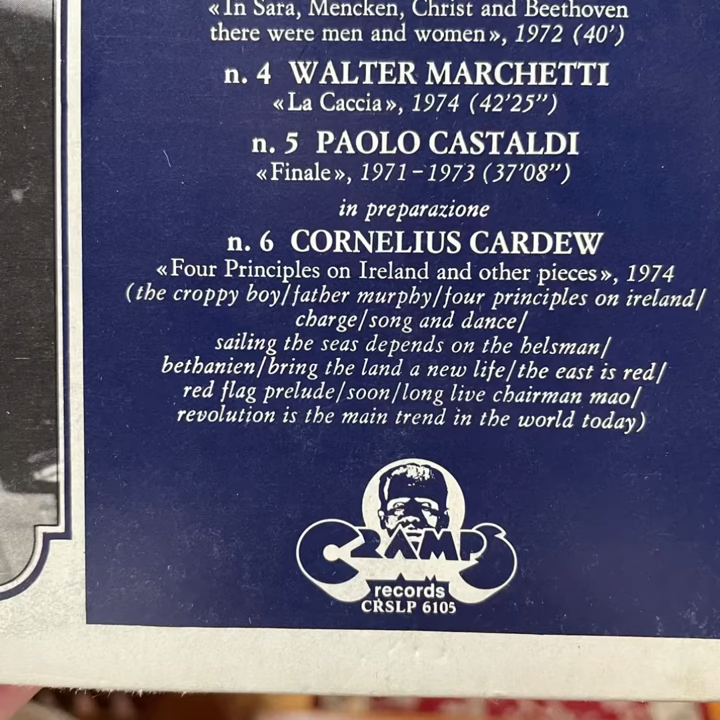 «In Sara, Mencken, Christ and Beethoven
there were men and women», 1972 (40')
n. 4 WALTER MARCHETTI
«La Caccia», 1974 (42'25")
n. 5 PAOLO CASTALDI
«Finale», 1971-1973 (37'08")
in preparazione
n. 6 CORNELIUS CARDEW
«Four Principles on Ireland and other pieces», 1974
(the croppy boy/father murphy/four principles on ireland/
charge/song and dance/
sailing the seas depends on the helsman/
bethanien/bring the land a new life/the east is red/
red flag prelude/soon/long live chairman mao/
revolution is the main trend in the world today)
CRAMPS
records
CRSLP 6105